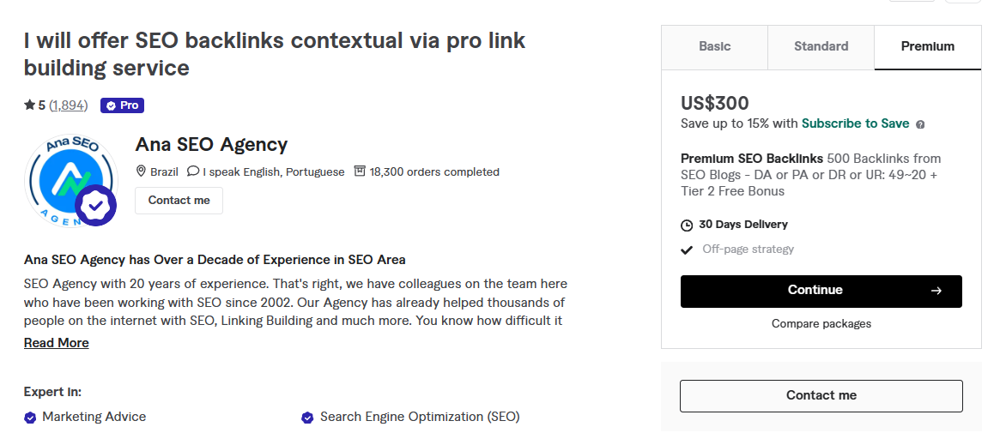 I will offer SEO backlinks contextual via pro link
building service
5 (1,894) Pro
Ana SEO
AGEN
Ana SEO Agency
Brazil I speak English, Portuguese 18,300 orders completed
Contact me
Ana SEO Agency has Over a Decade of Experience in SEO Area
SEO Agency with 20 years of experience. That's right, we have colleagues on the team here
who have been working with SEO since 2002. Our Agency has already helped thousands of
people on the internet with SEO, Linking Building and much more. You know how difficult it
Read More
Expert in:
Marketing Advice
Search Engine Optimization (SEO)
Basic Standard Premium
US$300
Save up to 15% with Subscribe to Save ?
Premium SEO Backlinks 500 Backlinks from
SEO Blogs - DA or PA or DR or UR: 49~20 +
Tier 2 Free Bonus
30 Days Delivery
Off-page strategy
Continue →
Compare packages
Contact me